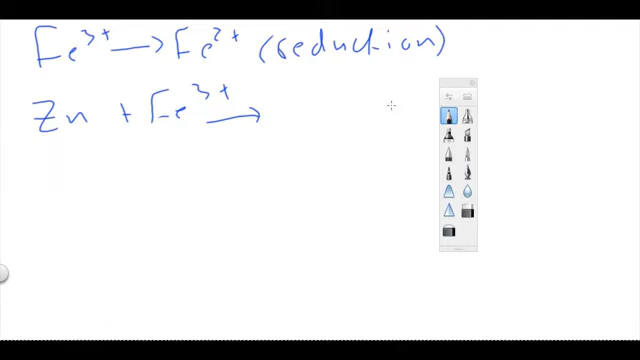 Fe³⁺ → Fe²⁺ (reduction)
Zn + Fe³⁺ →